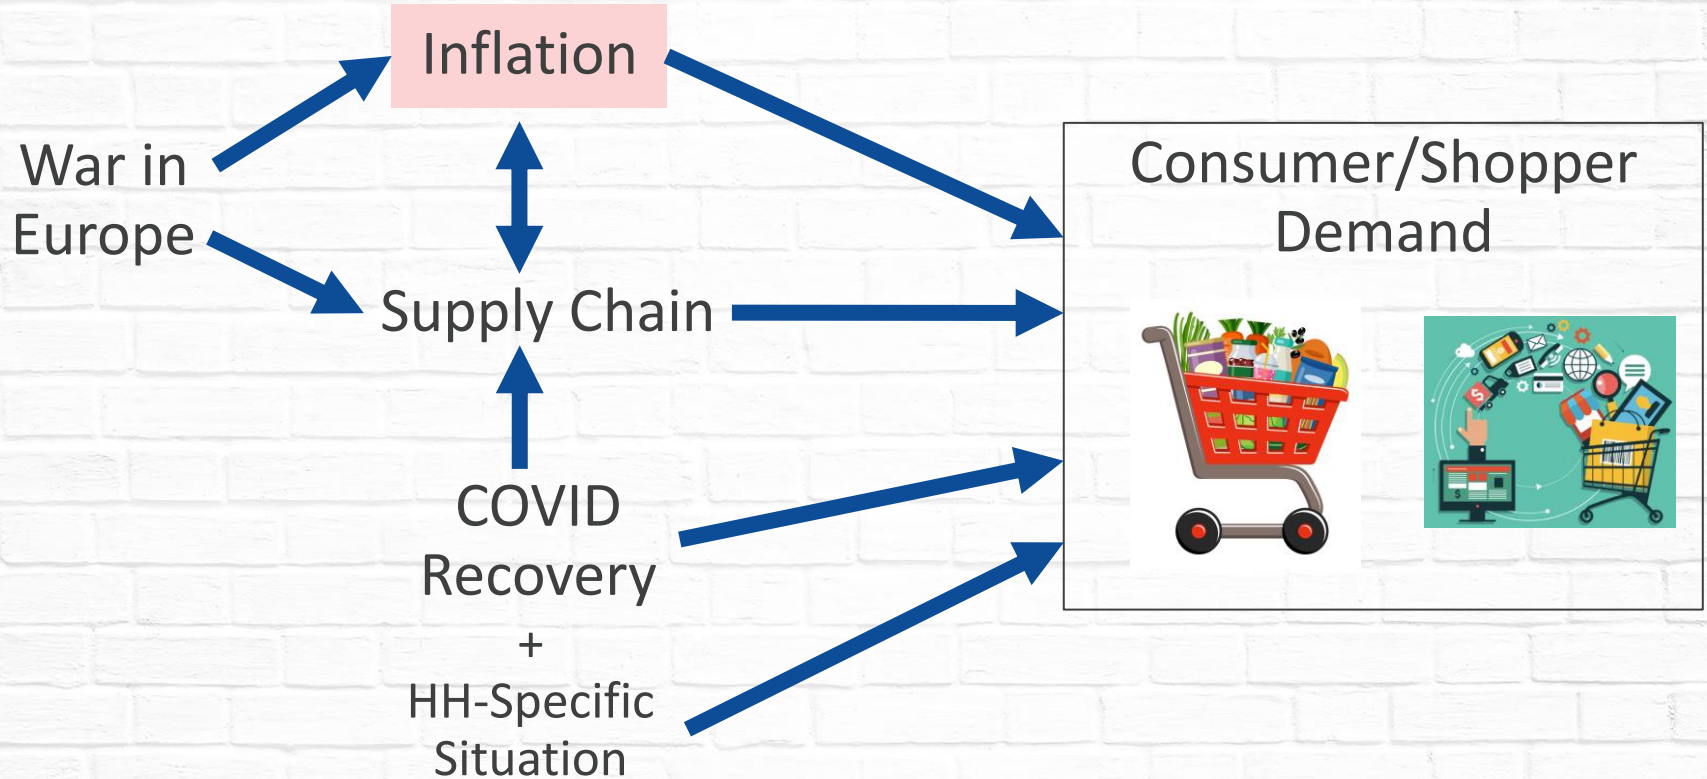 Inflation
War in
Europe
Supply Chain
COVID
Recovery
+
HH-Specific
Situation
Consumer/Shopper
Demand
$
$